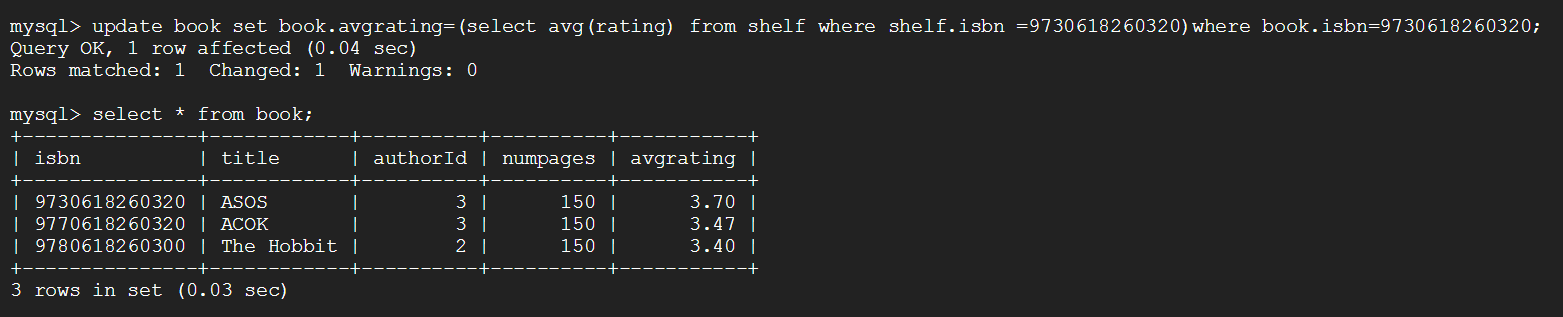 mysql> update book set book.avgrating=(select avg(rating) from shelf where shelf.isbn =9730618260320)where book.isbn=9730618260320;
Query OK, 1 row affected (0.04 sec)
Rows matched: 1  Changed: 1  Warnings: 0

mysql> select * from book;
+---------------+------------+----------+----------+-----------+
| isbn          | title      | authorId | numpages | avgrating |
+---------------+------------+----------+----------+-----------+
| 9730618260320 | ASOS       |        3 |      150 |      3.70 |
| 9770618260320 | ACOK       |        3 |      150 |      3.47 |
| 9780618260300 | The Hobbit |        2 |      150 |      3.40 |
+---------------+------------+----------+----------+-----------+
3 rows in set (0.03 sec)